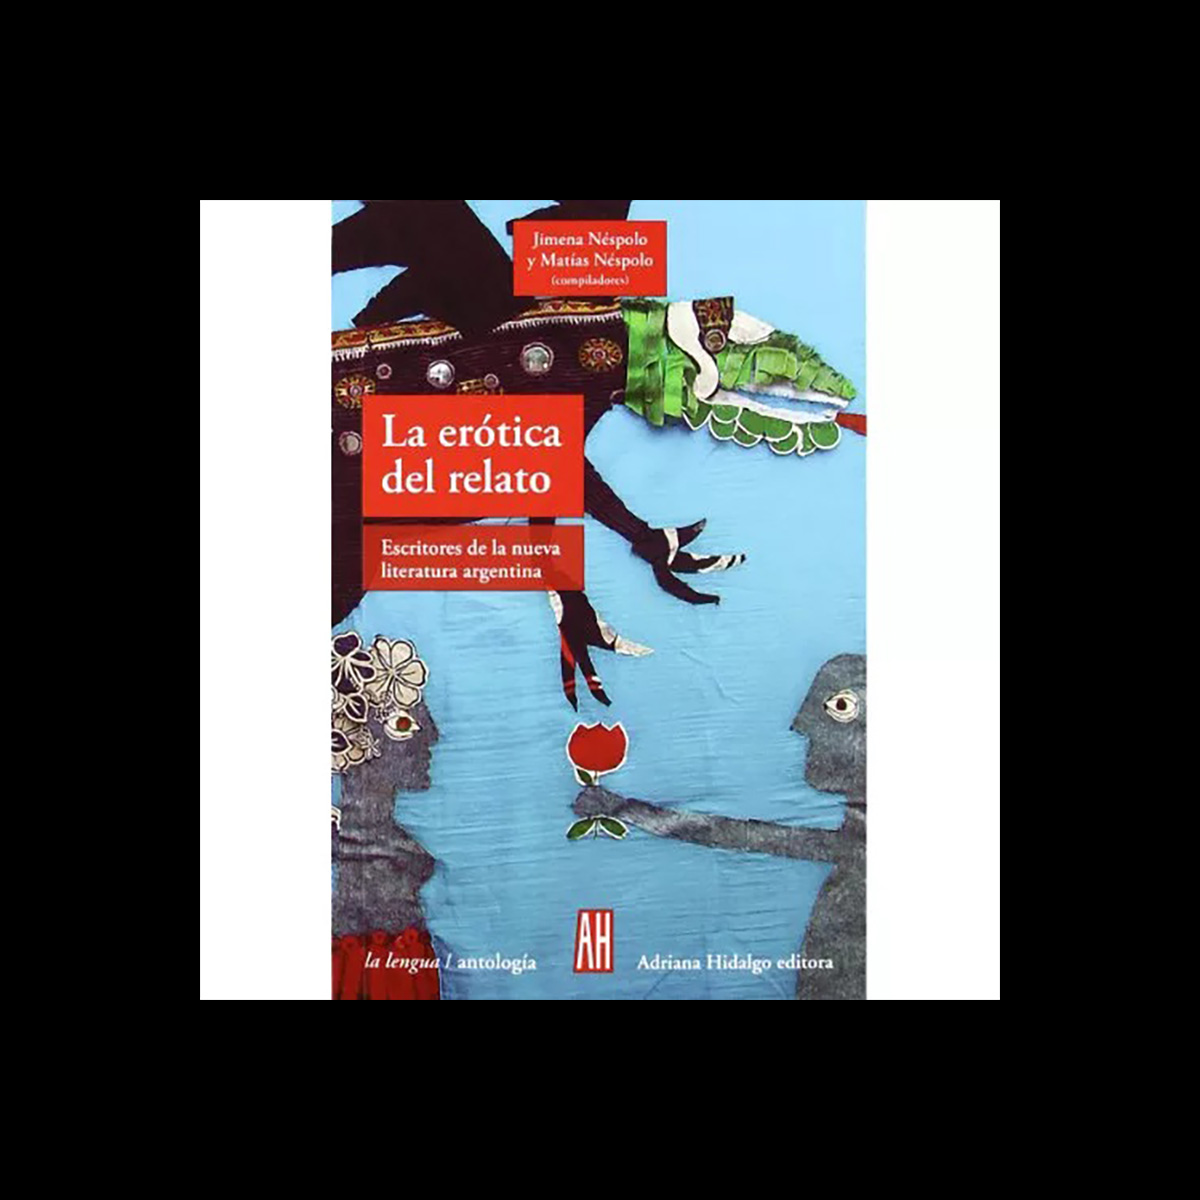 Jimena Néspolo
y Matías Néspolo
(compiladores)
La erótica
del relato
Escritores de la nueva
literatura argentina
AH
la lengua / antología
Adriana Hidalgo editora